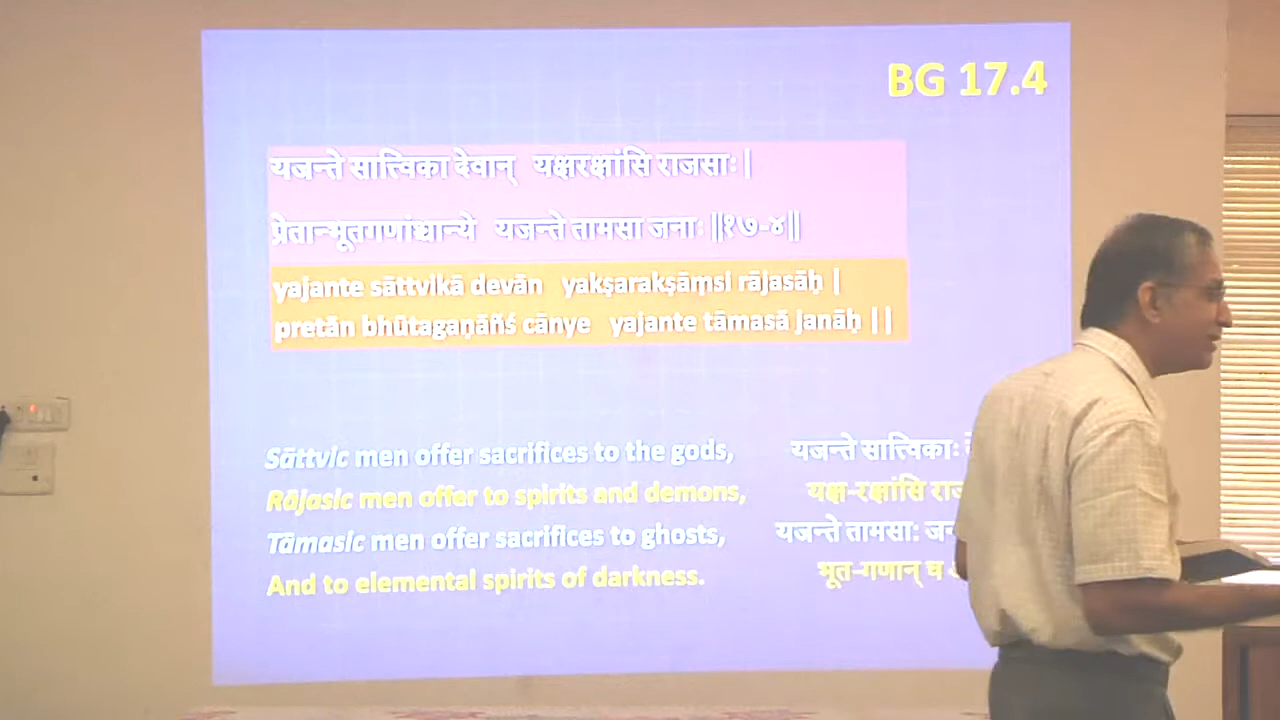 BG 17.4
यजन्ते सात्त्विका देवान् यक्षरक्षांसि राजसाः |
प्रेतान्भूतगणांश्चान्ये यजन्ते तामसा जनाः ||१७-४||
yajante sāttvikā devān yakṣarakṣāṃsi rājasāḥ |
pretān bhūtagaṇāñś cānye yajante tāmasā janāḥ ||
Sāttvic men offer sacrifices to the gods, यजन्ते सात्त्विकाः
Rājasic men offer to spirits and demons, यक्ष-रक्षांसि
Tāmasic men offer sacrifices to ghosts, यजन्ते तामसाः
And to elemental spirits of darkness. भूत-गणान् च